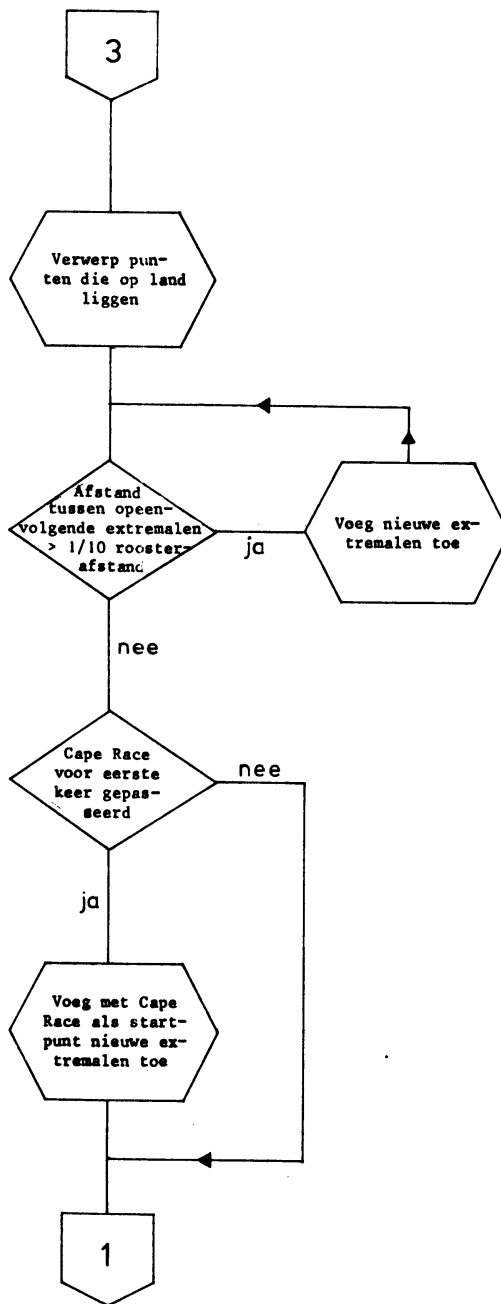 3
Verwerp pun-
ten die op land
liggen
Afstand
tussen opeen-
volgende extremalen
> 1/10 rooster-
afstand
ja
Voeg nieuwe ex-
tremalen toe
nee
Cape Race
voor eerste
keer gepas-
seerd
nee
ja
Voeg met Cape
Race als start-
punt nieuwe ex-
tremalen toe
1